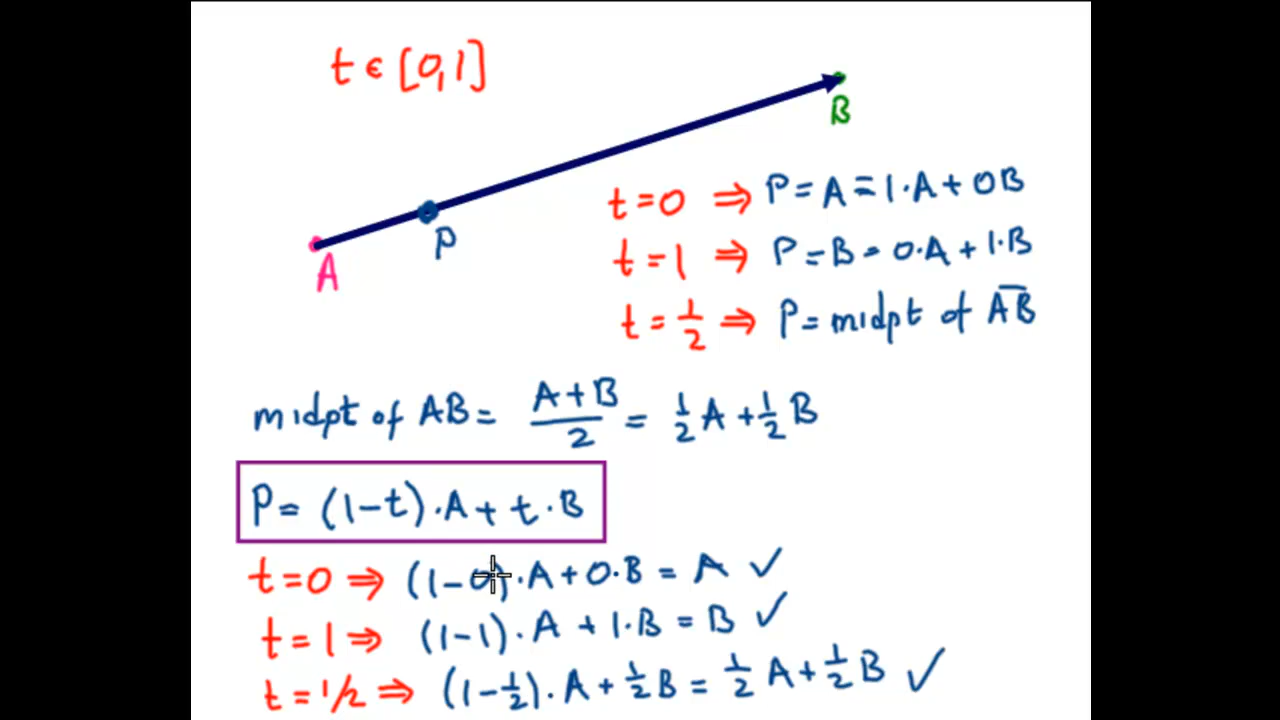 t ∈ [0,1]
B
P
A
t = 0 ⇒ P = A = 1·A + 0B
t = 1 ⇒ P = B = 0·A + 1·B
t = 1/2 ⇒ P = midpt of A̅B̅
midpt of AB = (A + B)/2 = 1/2 A + 1/2 B
P = (1-t)·A + t·B
t = 0 ⇒ (1-0)·A + 0·B = A ✓
t = 1 ⇒ (1-1)·A + 1·B = B ✓
t = 1/2 ⇒ (1-1/2)·A + 1/2 B = 1/2 A + 1/2 B ✓